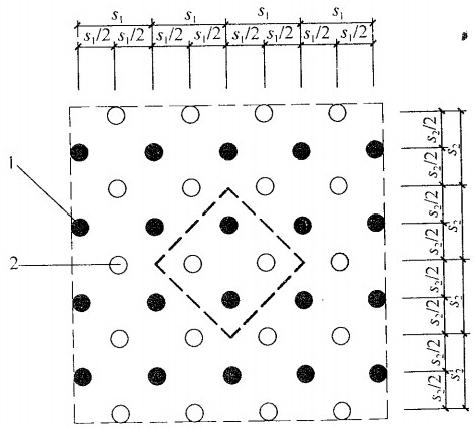 s₁ s₁ s₁ s₁
s₁/2 s₁/2 s₁/2 s₁/2 s₁/2 s₁/2 s₁/2 s₁/2
1
2
s₂/2 s₂/2 s₂/2 s₂/2 s₂/2 s₂/2 s₂/2 s₂/2
s₂ s₂ s₂ s₂